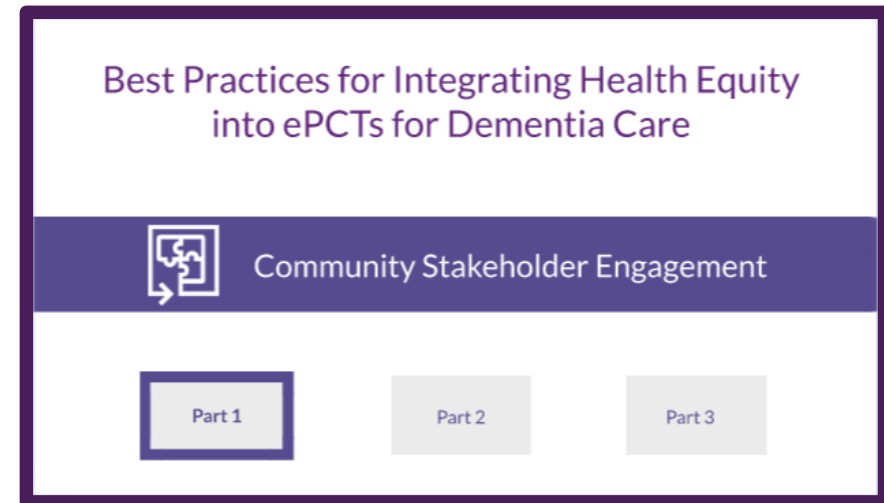 Best Practices for Integrating Health Equity
into ePCTs for Dementia Care
Community Stakeholder Engagement
Part 1
Part 2
Part 3